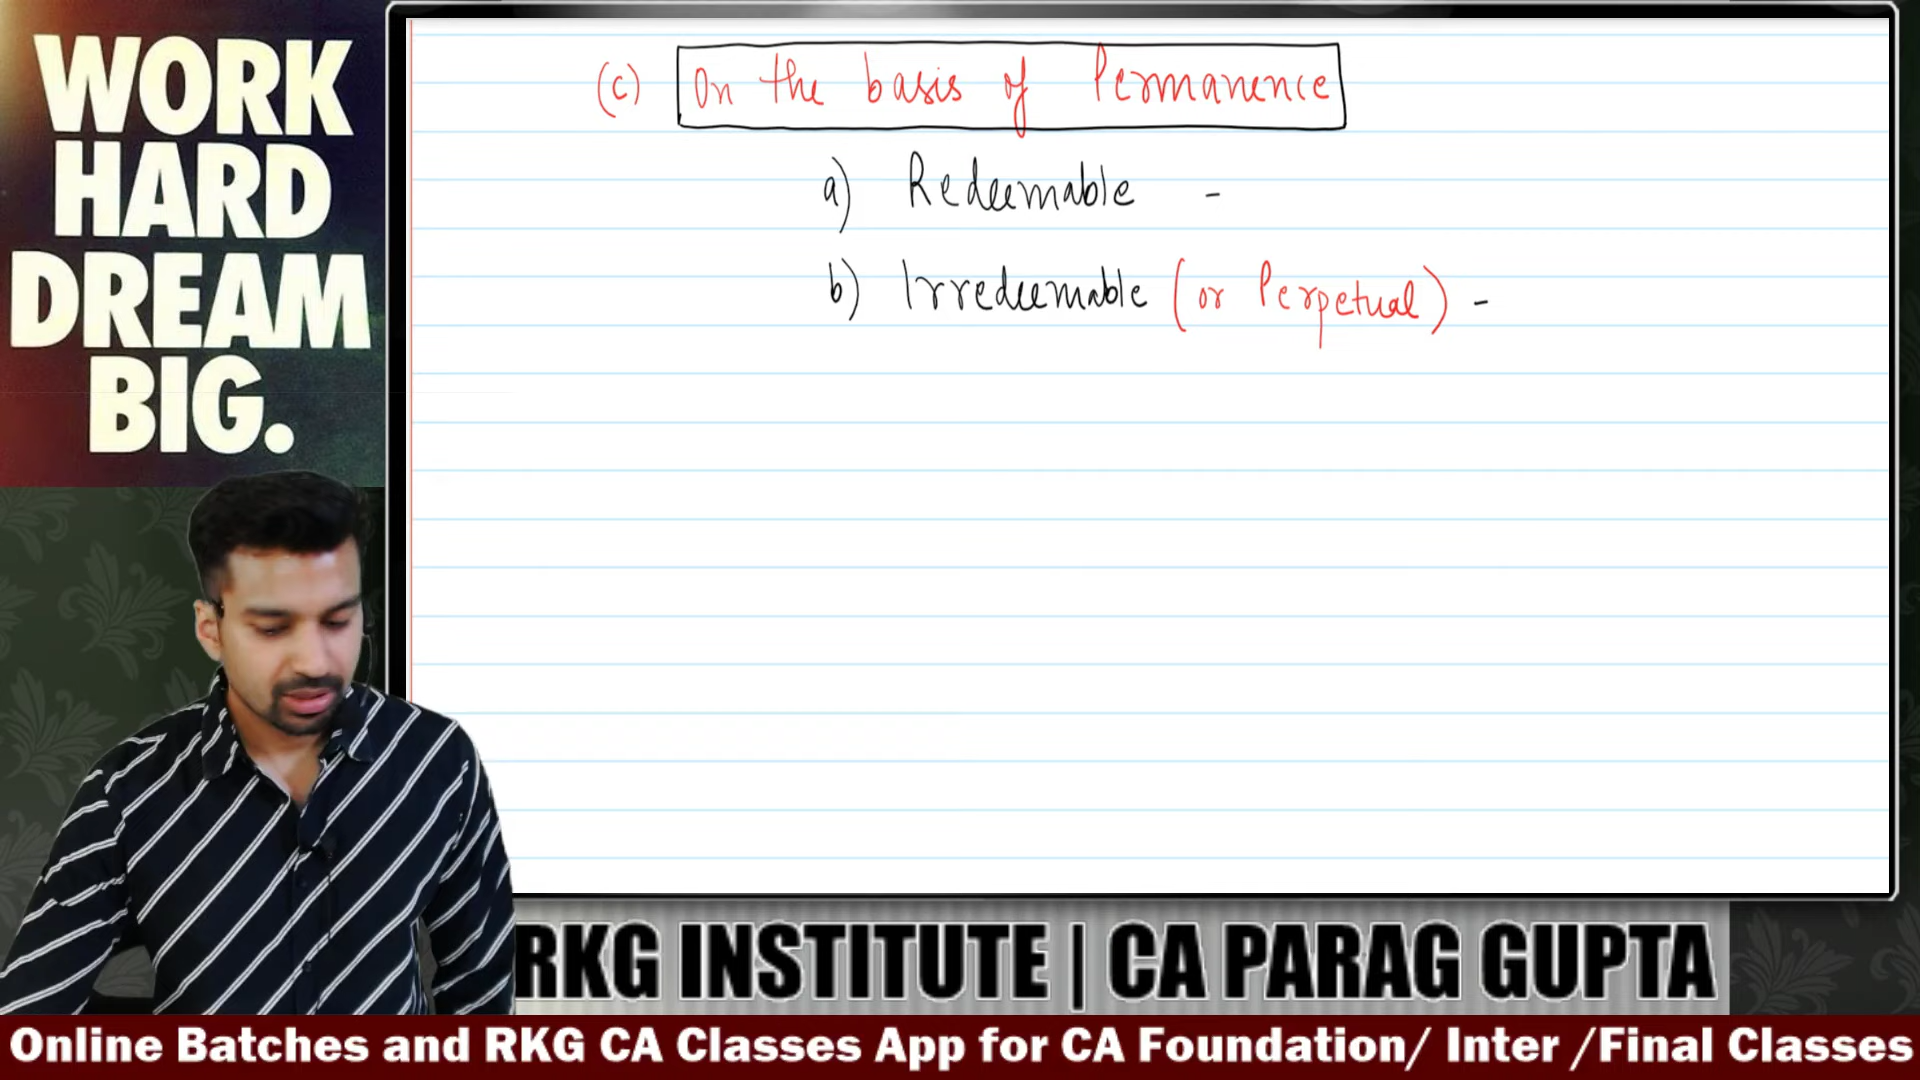 WORK
HARD
DREAM
BIG.
(c) On the basis of Permanence
a) Redeemable -
b) Irredeemable (or Perpetual) -
RKG INSTITUTE | CA PARAG GUPTA
Online Batches and RKG CA Classes App for CA Foundation/ Inter /Final Classes